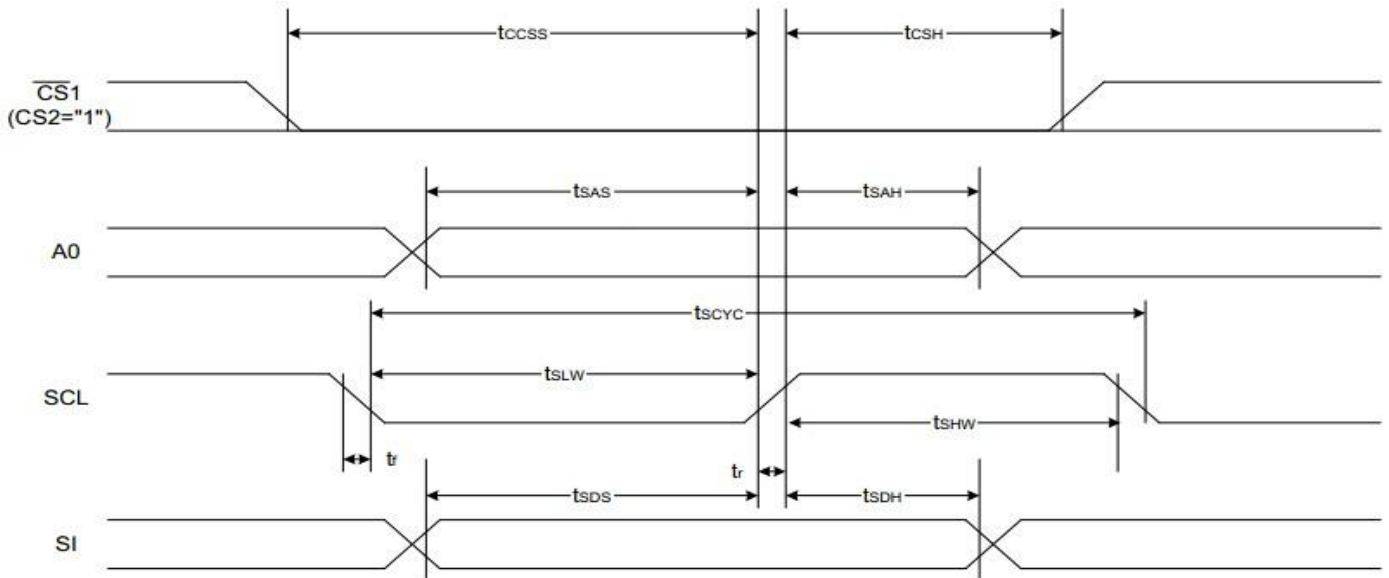 tCCSS tCSH
CS1
(CS2="1")
tSAS tSAH
A0
tSCYC
tSLW
SCL
tSHW
tf tr
tSDS tSDH
SI